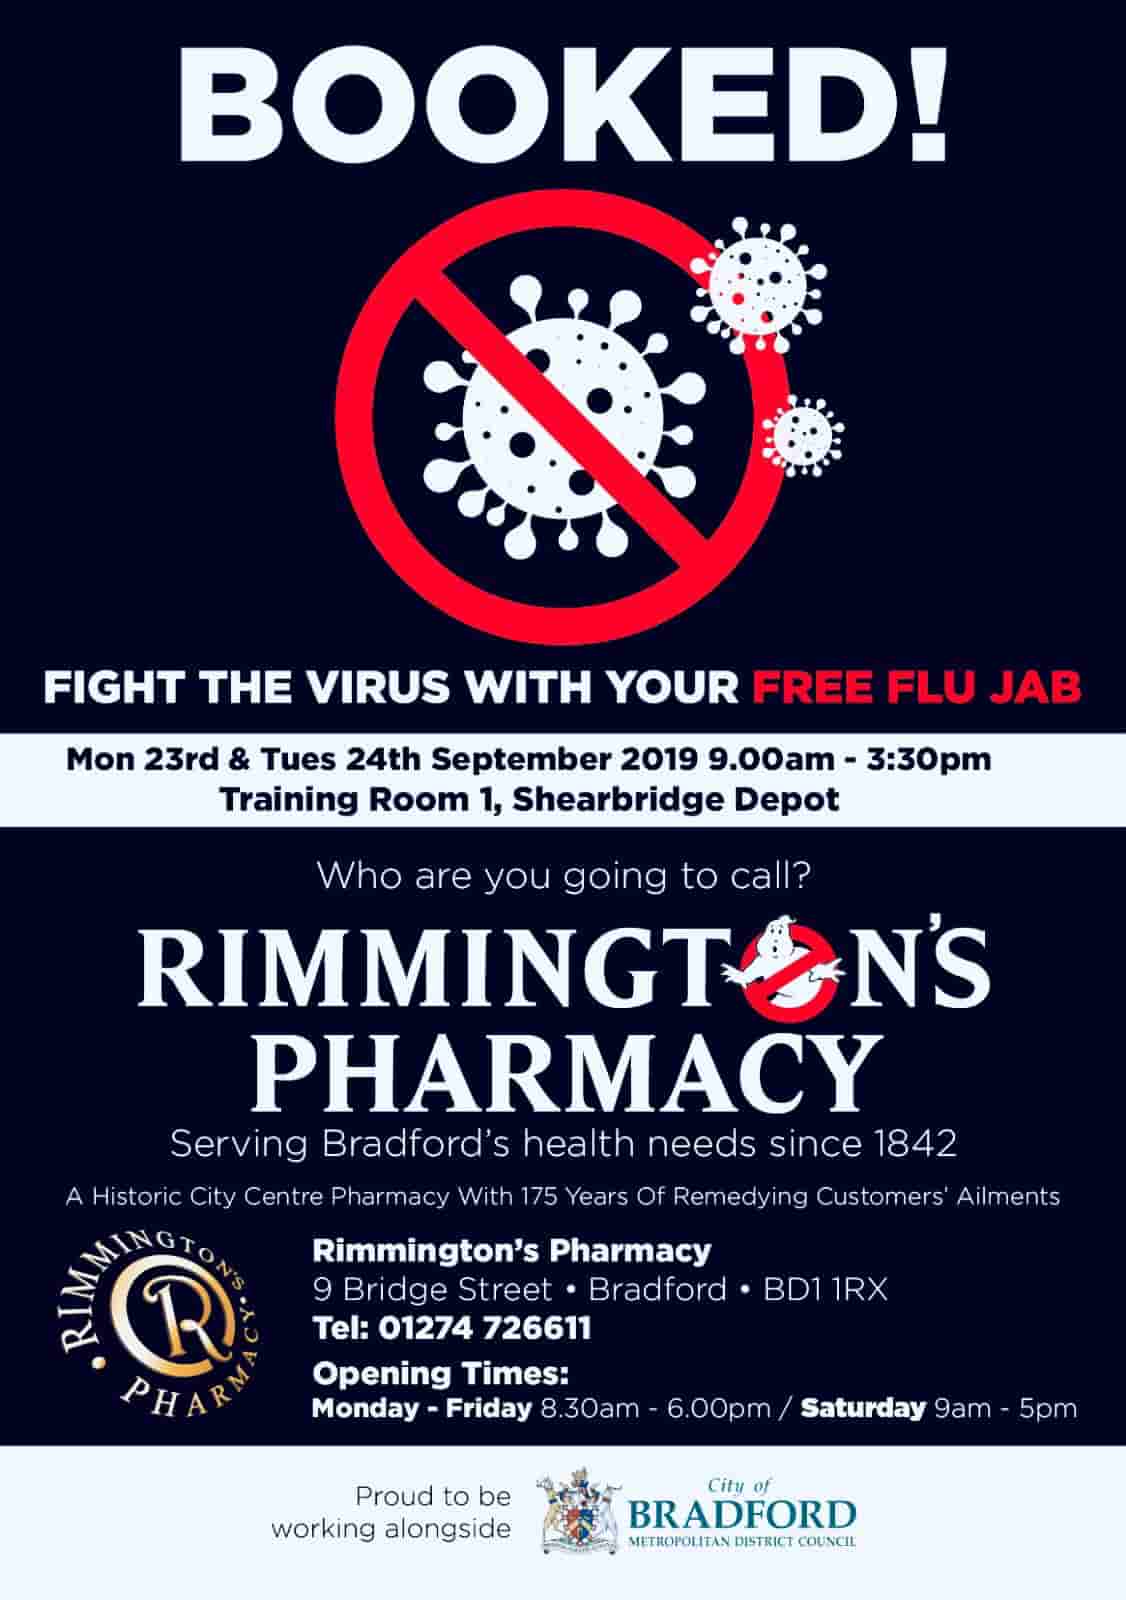 BOOKED!
FIGHT THE VIRUS WITH YOUR FREE FLU JAB
Mon 23rd & Tues 24th September 2019 9.00am - 3:30pm
Training Room 1, Shearbridge Depot
Who are you going to call?
RIMMINGTON'S
PHARMACY
Serving Bradford's health needs since 1842
A Historic City Centre Pharmacy With 175 Years Of Remedying Customers' Ailments
• RIMMINGTON'S • PHARMACY
R
PHARMACY
Rimmington's Pharmacy
9 Bridge Street • Bradford • BD1 1RX
Tel: 01274 726611
Opening Times:
Monday - Friday 8.30am - 6.00pm / Saturday 9am - 5pm
Proud to be
working alongside
City of
BRADFORD
METROPOLITAN DISTRICT COUNCIL